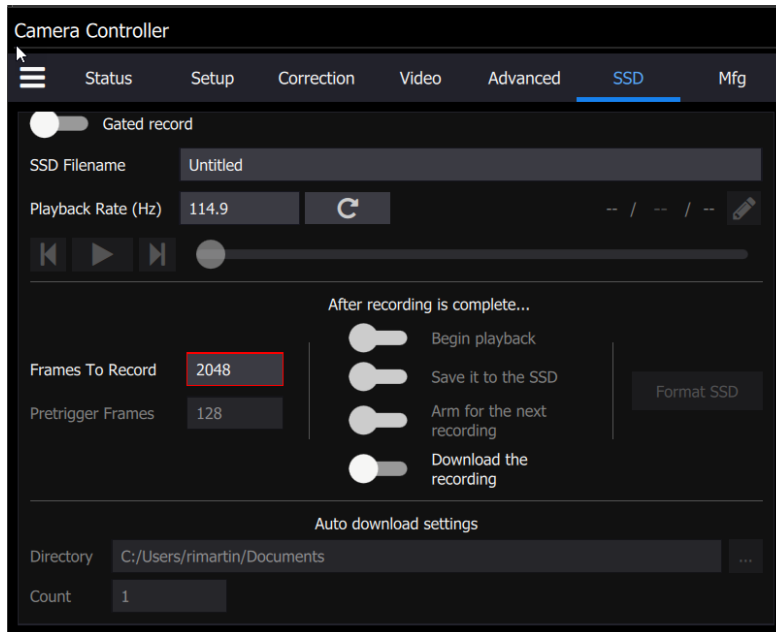 Camera Controller
Status Setup Correction Video Advanced SSD Mfg
Gated record
SSD Filename Untitled
Playback Rate (Hz) 114.9 -- / -- / --
After recording is complete...
Begin playback
Frames To Record 2048
Save it to the SSD
Format SSD
Pretrigger Frames 128
Arm for the next
recording
Download the
recording
Auto download settings
Directory C:/Users/rimartin/Documents ...
Count 1